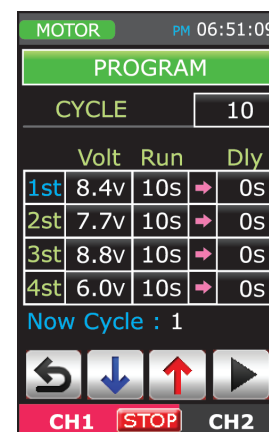 MOTOR PM 06:51:09
PROGRAM
CYCLE 10
Volt Run Dly
1st 8.4v 10s 0s
2st 7.7v 10s 0s
3st 8.8v 10s 0s
4st 6.0v 10s 0s
Now Cycle : 1
CH1 STOP CH2